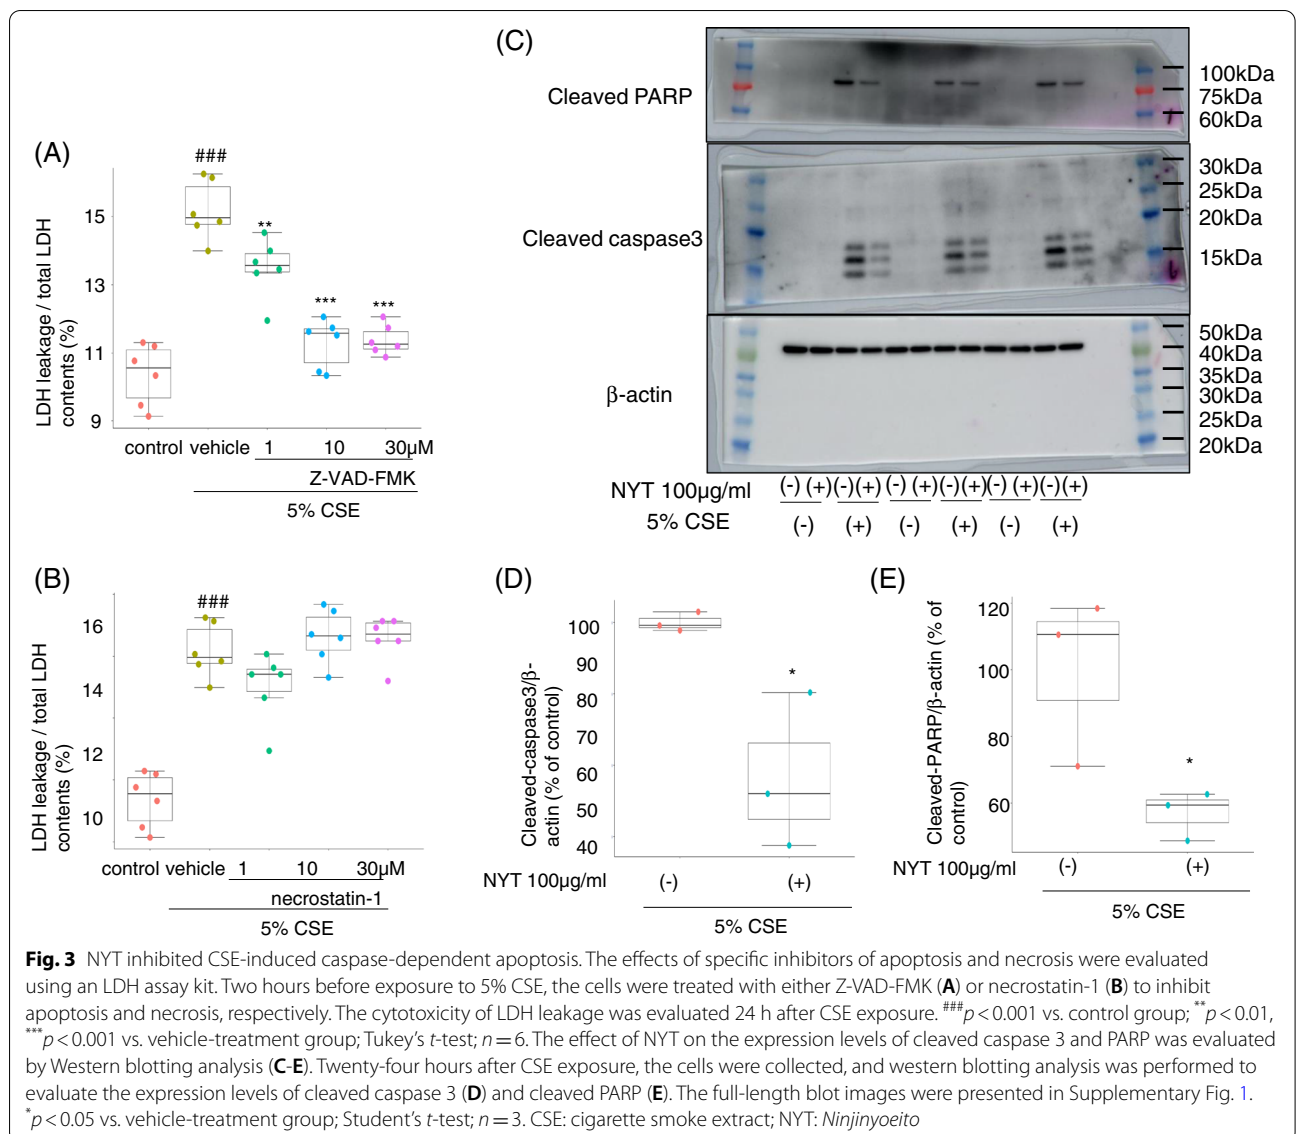 (A)
###
**
***
***
LDH leakage / total LDH
contents (%)
15
13
11
9
control vehicle 1 10 30μM
Z-VAD-FMK
5% CSE
(B)
###
LDH leakage / total LDH
contents (%)
16
14
12
10
control vehicle 1 10 30μM
necrostatin-1
5% CSE
(C)
Cleaved PARP
100kDa
75kDa
60kDa
Cleaved caspase3
30kDa
25kDa
20kDa
15kDa
β-actin
50kDa
40kDa
35kDa
30kDa
25kDa
20kDa
NYT 100μg/ml (-) (+) (-) (+) (-) (+) (-) (+) (-) (+) (-) (+)
5% CSE (-) (+) (-) (+) (-) (+)
(D)
Cleaved-caspase3/β-
actin (% of control)
100
90
80
70
60
50
40
*
NYT 100μg/ml (-) (+)
5% CSE
(E)
Cleaved-PARP/β-actin (% of
control)
120
100
80
60
*
NYT 100μg/ml (-) (+)
5% CSE
Fig. 3 NYT inhibited CSE-induced caspase-dependent apoptosis. The effects of specific inhibitors of apoptosis and necrosis were evaluated
using an LDH assay kit. Two hours before exposure to 5% CSE, the cells were treated with either Z-VAD-FMK (A) or necrostatin-1 (B) to inhibit
apoptosis and necrosis, respectively. The cytotoxicity of LDH leakage was evaluated 24 h after CSE exposure. ###p < 0.001 vs. control group; **p < 0.01,
***p < 0.001 vs. vehicle-treatment group; Tukey's t-test; n = 6. The effect of NYT on the expression levels of cleaved caspase 3 and PARP was evaluated
by Western blotting analysis (C-E). Twenty-four hours after CSE exposure, the cells were collected, and western blotting analysis was performed to
evaluate the expression levels of cleaved caspase 3 (D) and cleaved PARP (E). The full-length blot images were presented in Supplementary Fig. 1.
*p < 0.05 vs. vehicle-treatment group; Student's t-test; n = 3. CSE: cigarette smoke extract; NYT: Ninjinyoeito